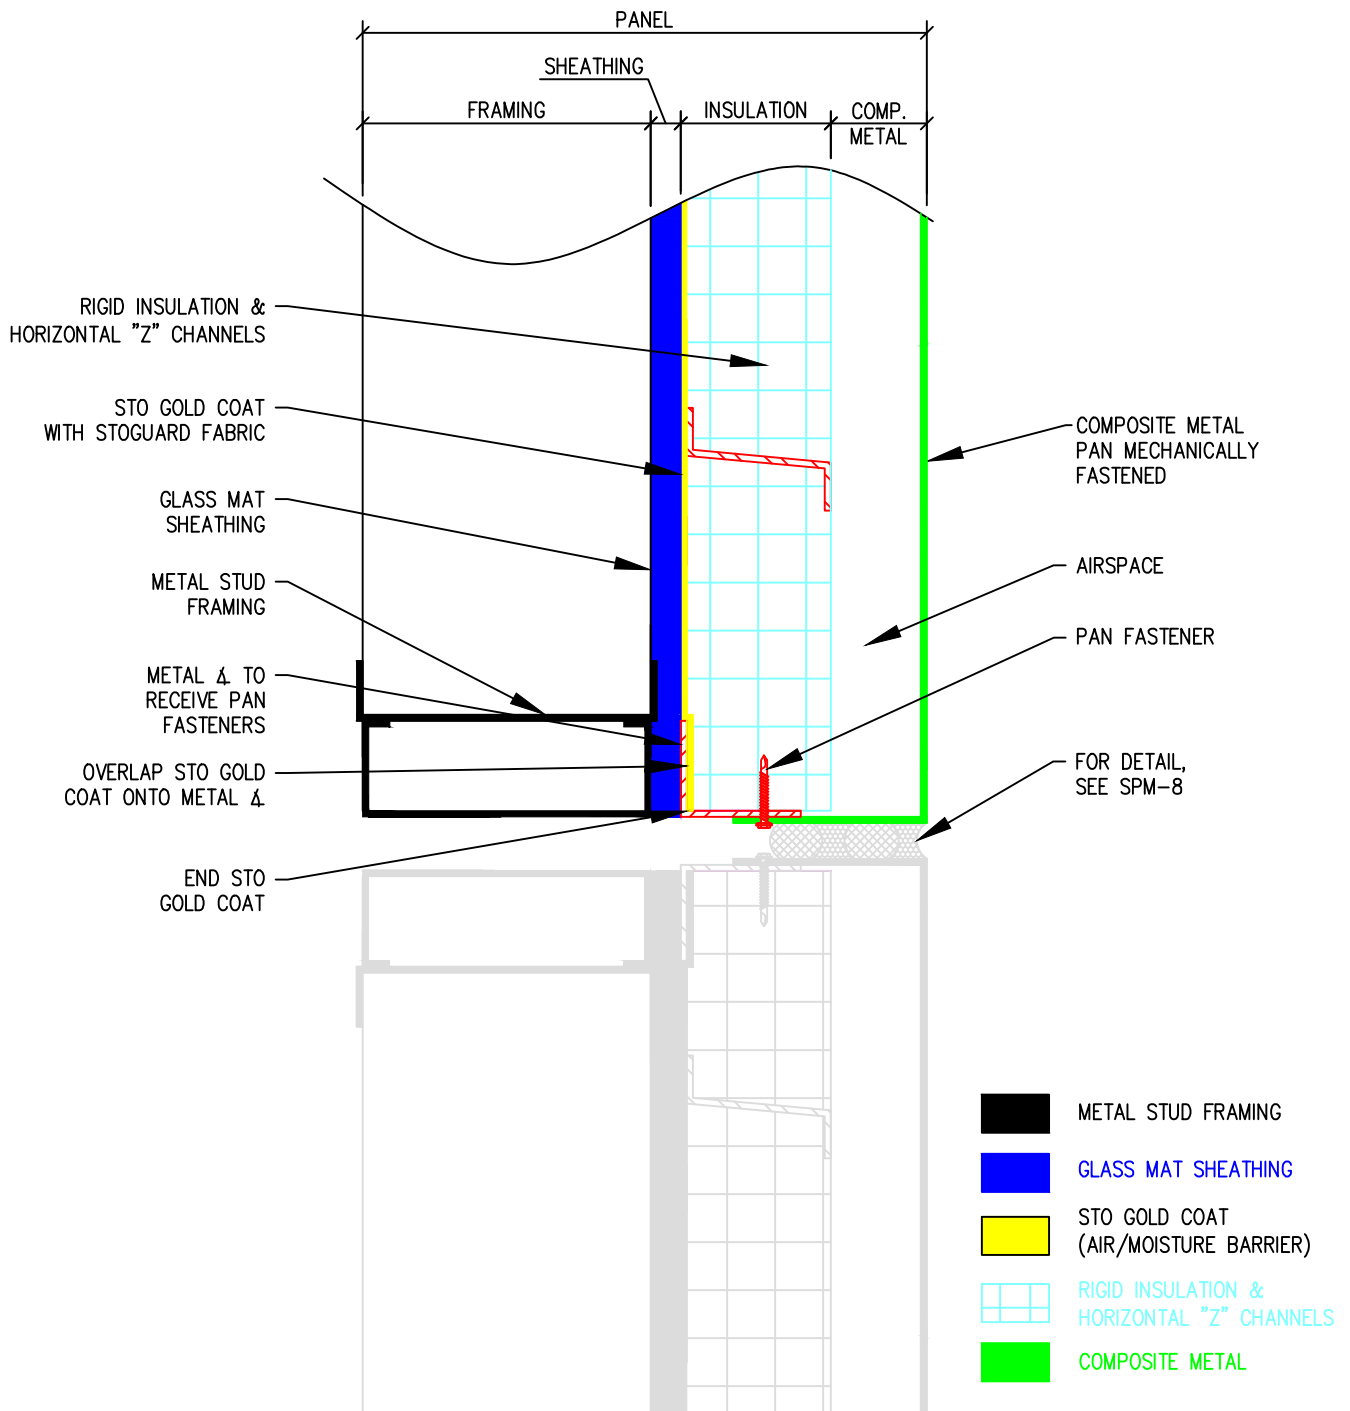 PANEL
SHEATHING
FRAMING
INSULATION
COMP.
METAL
RIGID INSULATION &
HORIZONTAL "Z" CHANNELS
STO GOLD COAT
WITH STOGUARD FABRIC
GLASS MAT
SHEATHING
METAL STUD
FRAMING
METAL ∡ TO
RECEIVE PAN
FASTENERS
OVERLAP STO GOLD
COAT ONTO METAL ∡
END STO
GOLD COAT
COMPOSITE METAL
PAN MECHANICALLY
FASTENED
AIRSPACE
PAN FASTENER
FOR DETAIL,
SEE SPM-8
METAL STUD FRAMING
GLASS MAT SHEATHING
STO GOLD COAT
(AIR/MOISTURE BARRIER)
RIGID INSULATION &
HORIZONTAL "Z" CHANNELS
COMPOSITE METAL